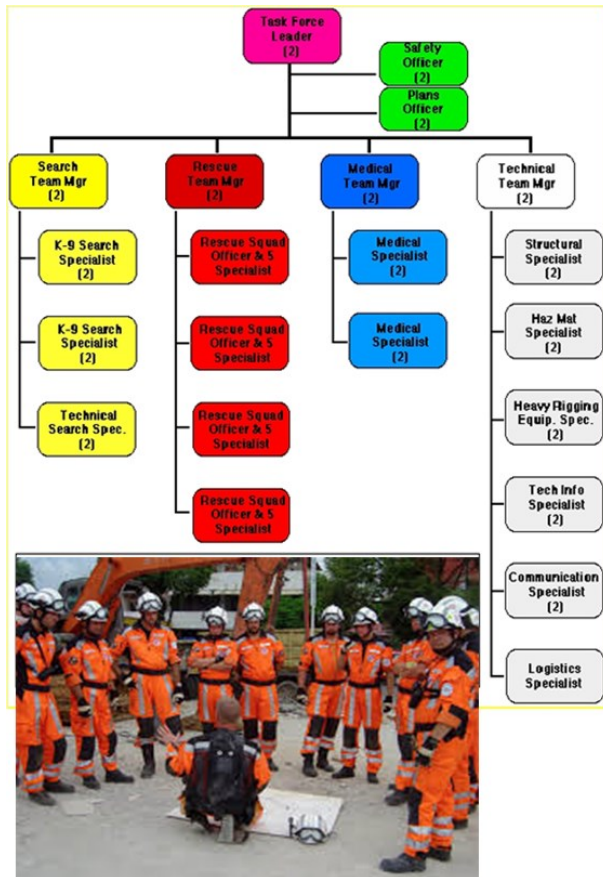 Task Force
Leader
(2)
Safety
Officer
(2)
Plans
Officer
(2)
Search
Team Mgr
(2)
Rescue
Team Mgr
(2)
Medical
Team Mgr
(2)
Technical
Team Mgr
(2)
K-9 Search
Specialist
(2)
K-9 Search
Specialist
(2)
Technical
Search Spec.
(2)
Rescue Squad
Officer & 5
Specialist
Rescue Squad
Officer & 5
Specialist
Rescue Squad
Officer & 5
Specialist
Rescue Squad
Officer & 5
Specialist
Medical
Specialist
(2)
Medical
Specialist
(2)
Structural
Specialist
(2)
Haz Mat
Specialist
(2)
Heavy Rigging
Equip. Spec.
(2)
Tech Info
Specialist
(2)
Communication
Specialist
(2)
Logistics
Specialist